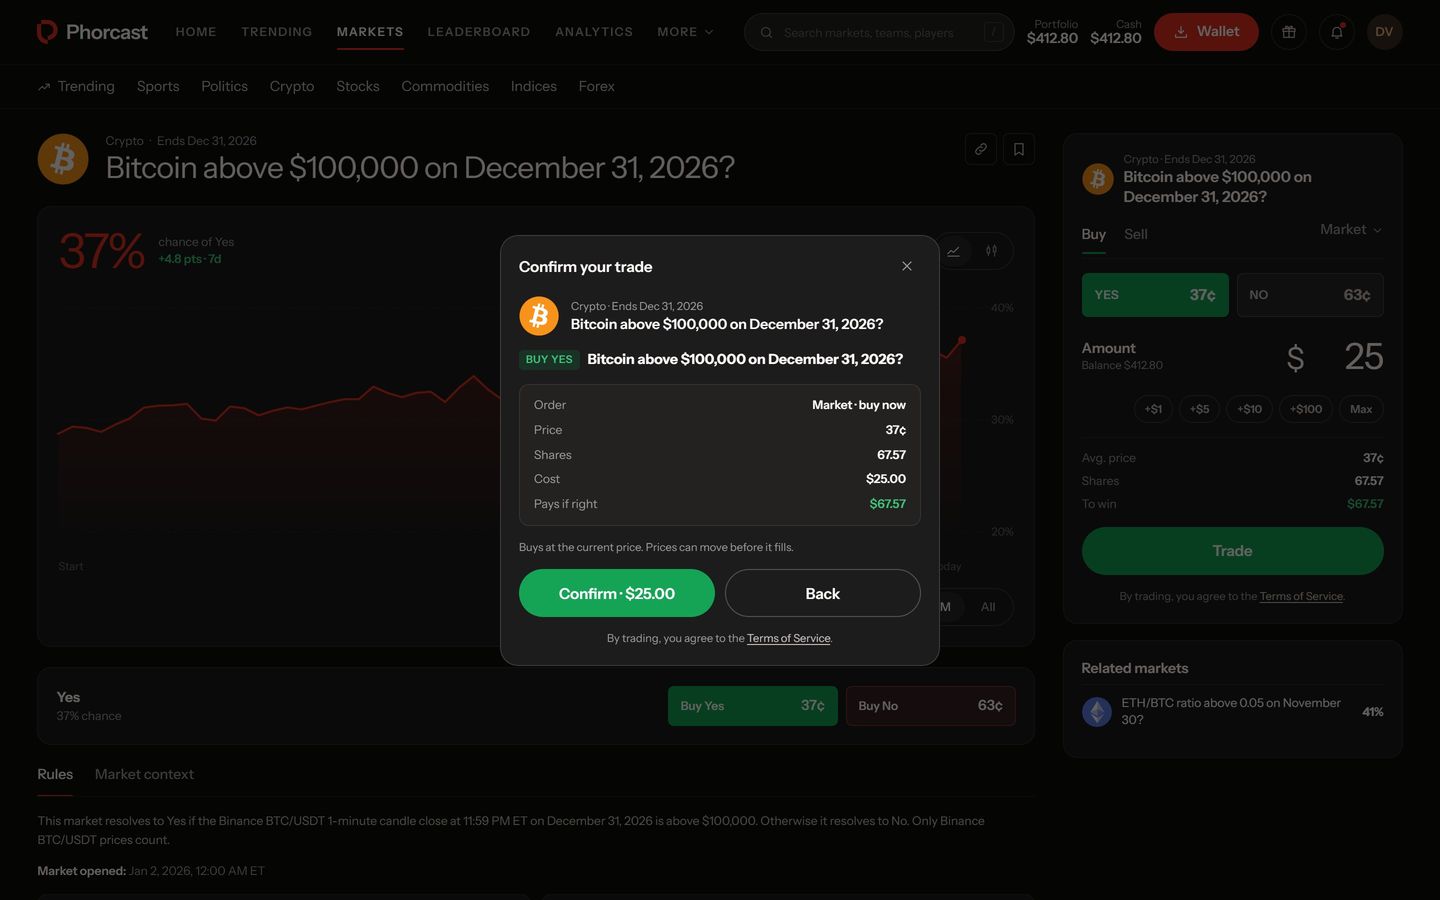 Phorcast
HOME
TRENDING
MARKETS
LEADERBOARD
ANALYTICS
MORE
Search markets, teams, players
/
Portfolio
$412.80
Cash
$412.80
Wallet
DV
Trending
Sports
Politics
Crypto
Stocks
Commodities
Indices
Forex
Crypto · Ends Dec 31, 2026
Bitcoin above $100,000 on December 31, 2026?
37%
chance of Yes
+4.8 pts · 7d
40%
30%
20%
Start
All
Confirm your trade
Crypto · Ends Dec 31, 2026
Bitcoin above $100,000 on December 31, 2026?
BUY YES
Bitcoin above $100,000 on December 31, 2026?
Order
Market · buy now
Price
37¢
Shares
67.57
Cost
$25.00
Pays if right
$67.57
Buys at the current price. Prices can move before it fills.
Confirm · $25.00
Back
By trading, you agree to the Terms of Service.
Crypto · Ends Dec 31, 2026
Bitcoin above $100,000 on
December 31, 2026?
Buy
Sell
Market
YES
37¢
NO
63¢
Amount
Balance $412.80
$ 25
+$1
+$5
+$10
+$100
Max
Avg. price
37¢
Shares
67.57
To win
$67.57
Trade
By trading, you agree to the Terms of Service.
Related markets
ETH/BTC ratio above 0.05 on November
30?
41%
Yes
37% chance
Buy Yes
37¢
Buy No
63¢
Rules
Market context
This market resolves to Yes if the Binance BTC/USDT 1-minute candle close at 11:59 PM ET on December 31, 2026 is above $100,000. Otherwise it resolves to No. Only Binance
BTC/USDT prices count.
Market opened: Jan 2, 2026, 12:00 AM ET